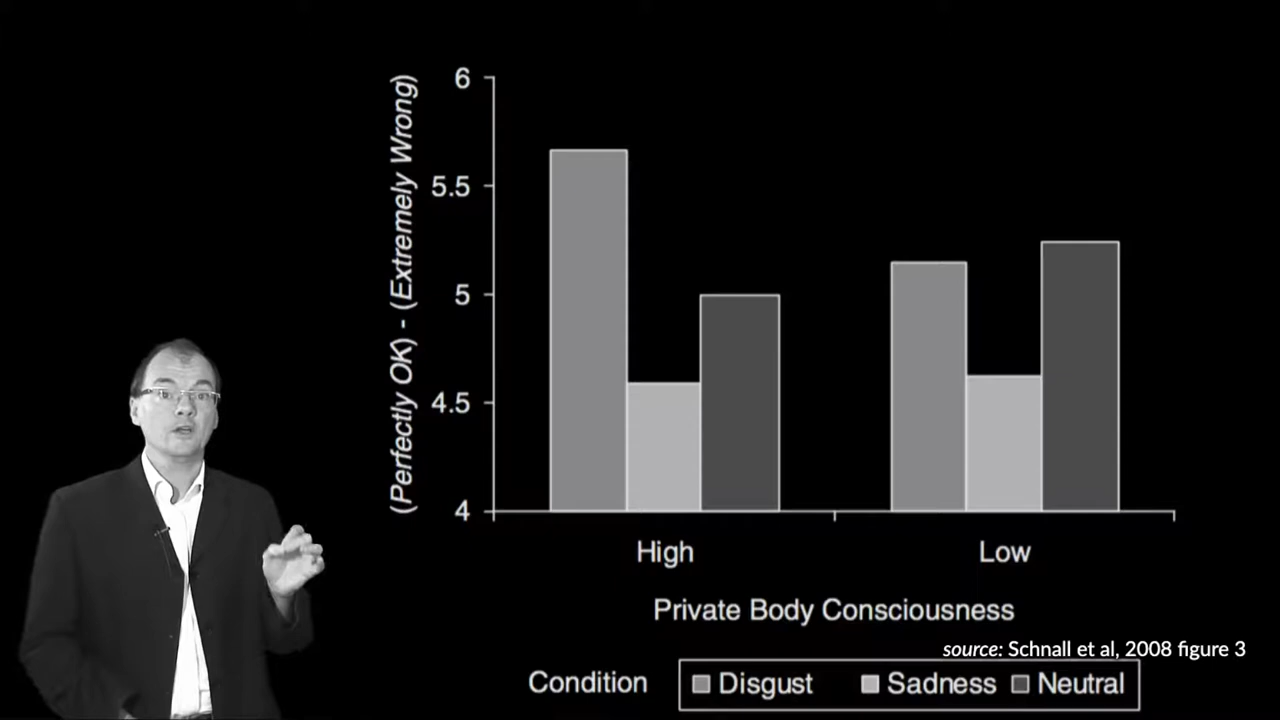 (Perfectly OK) - (Extremely Wrong)
6
5.5
5
4.5
4
High Low
Private Body Consciousness
source: Schnall et al, 2008 figure 3
Condition Disgust Sadness Neutral